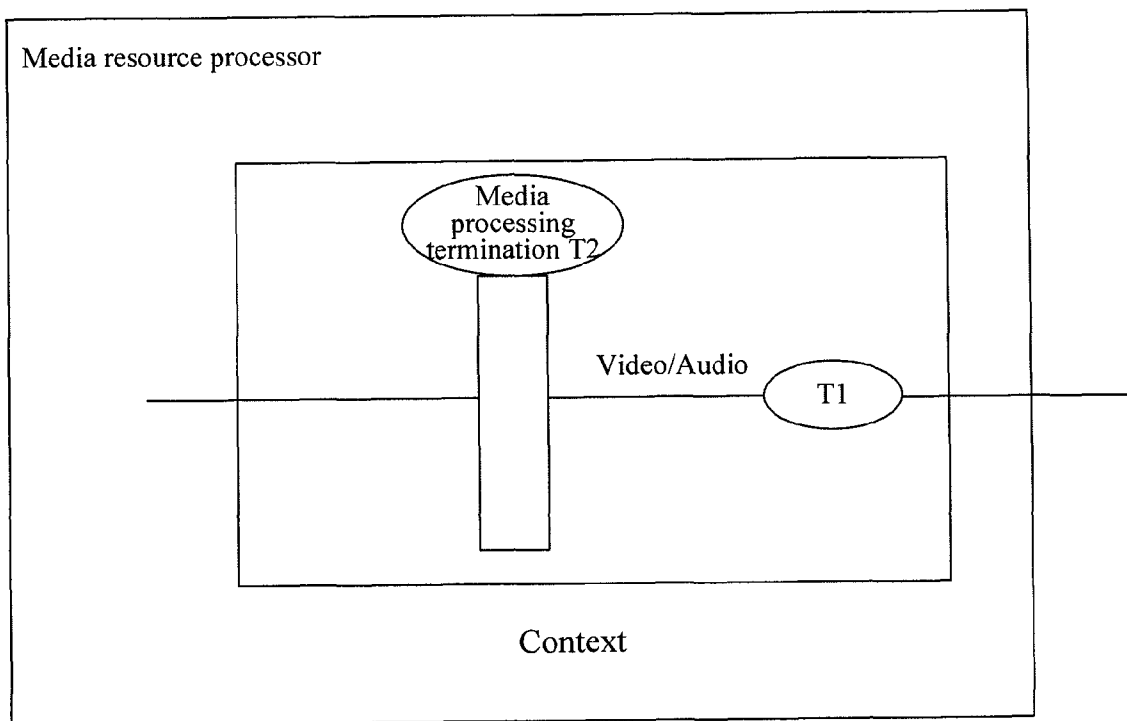 Media resource processor
Media
processing
termination T2
Video/Audio
T1
Context